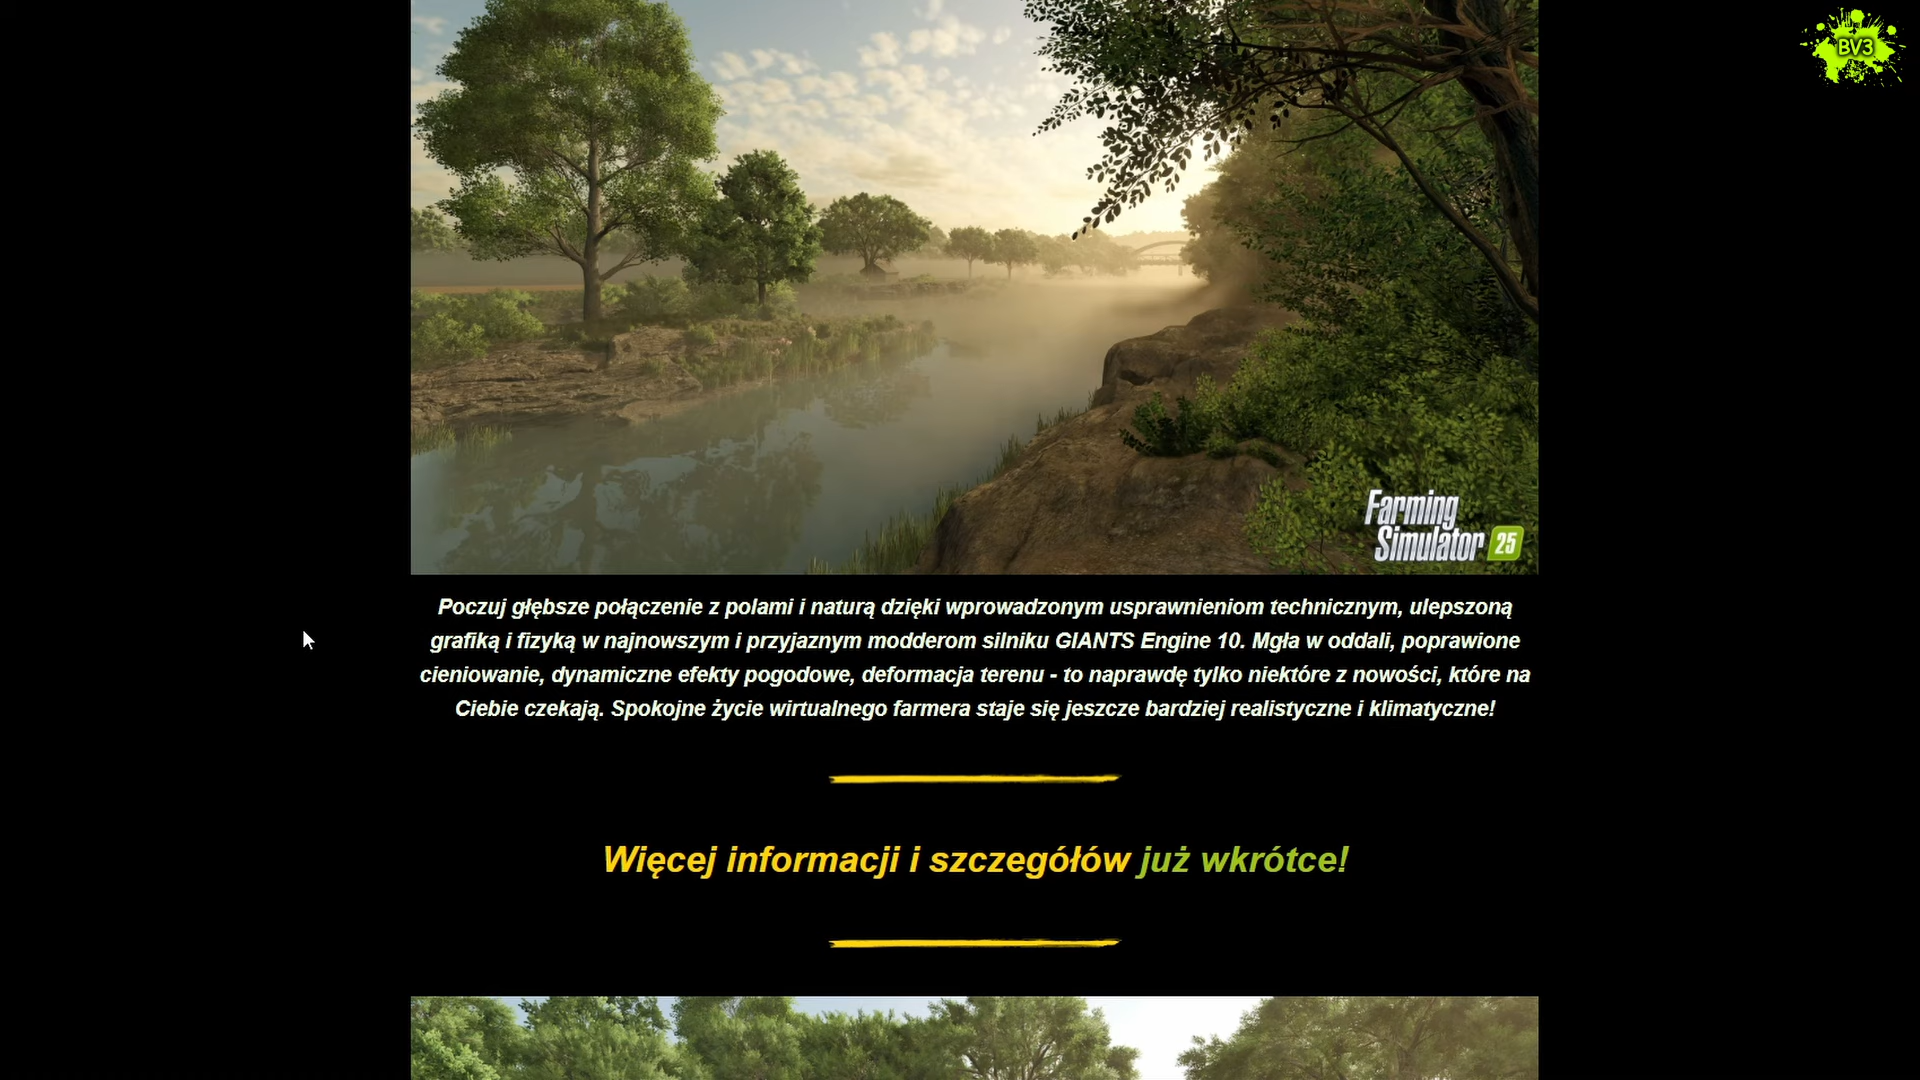 BV3
Farming
Simulator 25
Poczuj głębsze połączenie z polami i naturą dzięki wprowadzonym usprawnieniom technicznym, ulepszoną
grafiką i fizyką w najnowszym i przyjaznym modderom silniku GIANTS Engine 10. Mgła w oddali, poprawione
cieniowanie, dynamiczne efekty pogodowe, deformacja terenu - to naprawdę tylko niektóre z nowości, które na
Ciebie czekają. Spokojne życie wirtualnego farmera staje się jeszcze bardziej realistyczne i klimatyczne!
Więcej informacji i szczegółów już wkrótce!